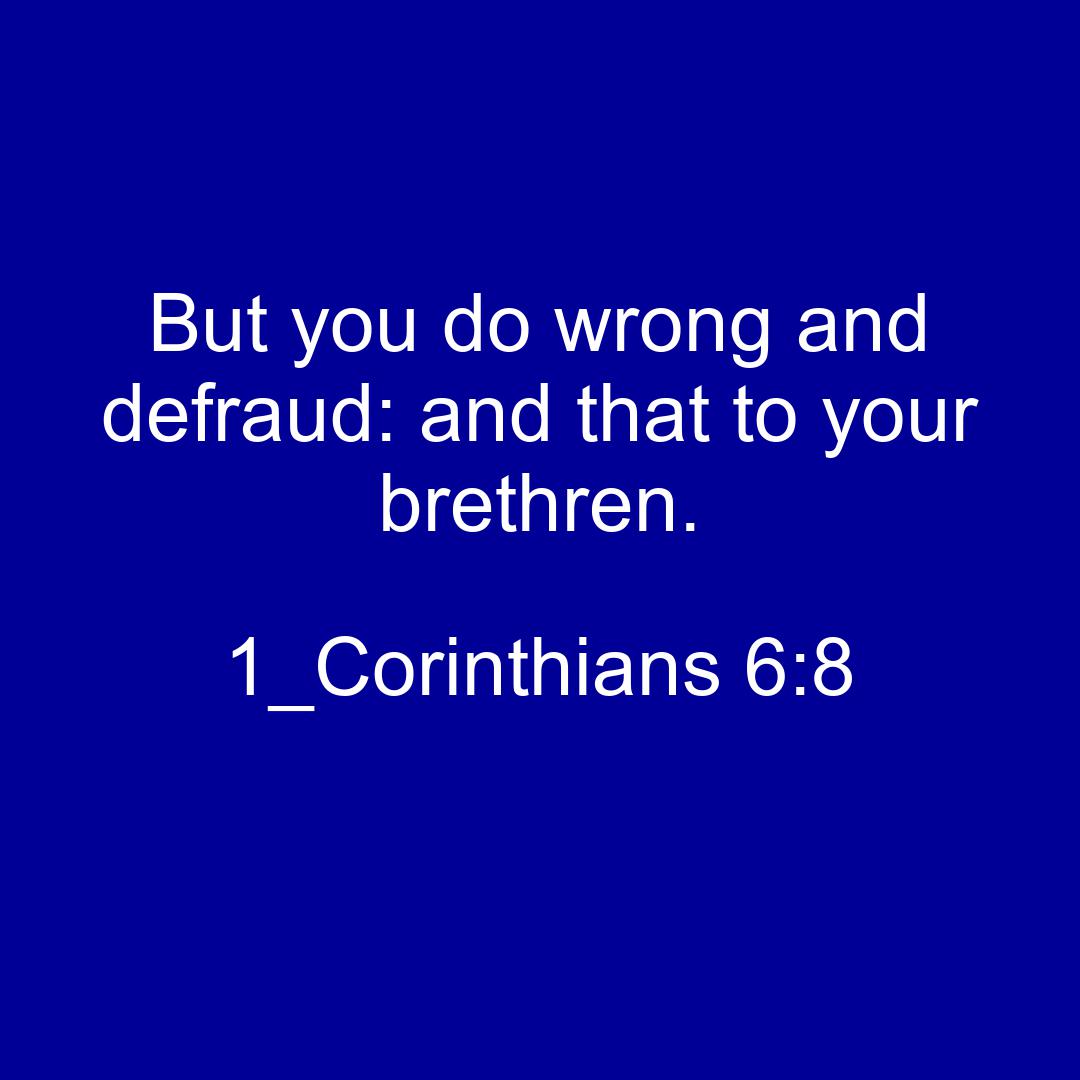 But you do wrong and
defraud: and that to your
brethren.
1_Corinthians 6:8